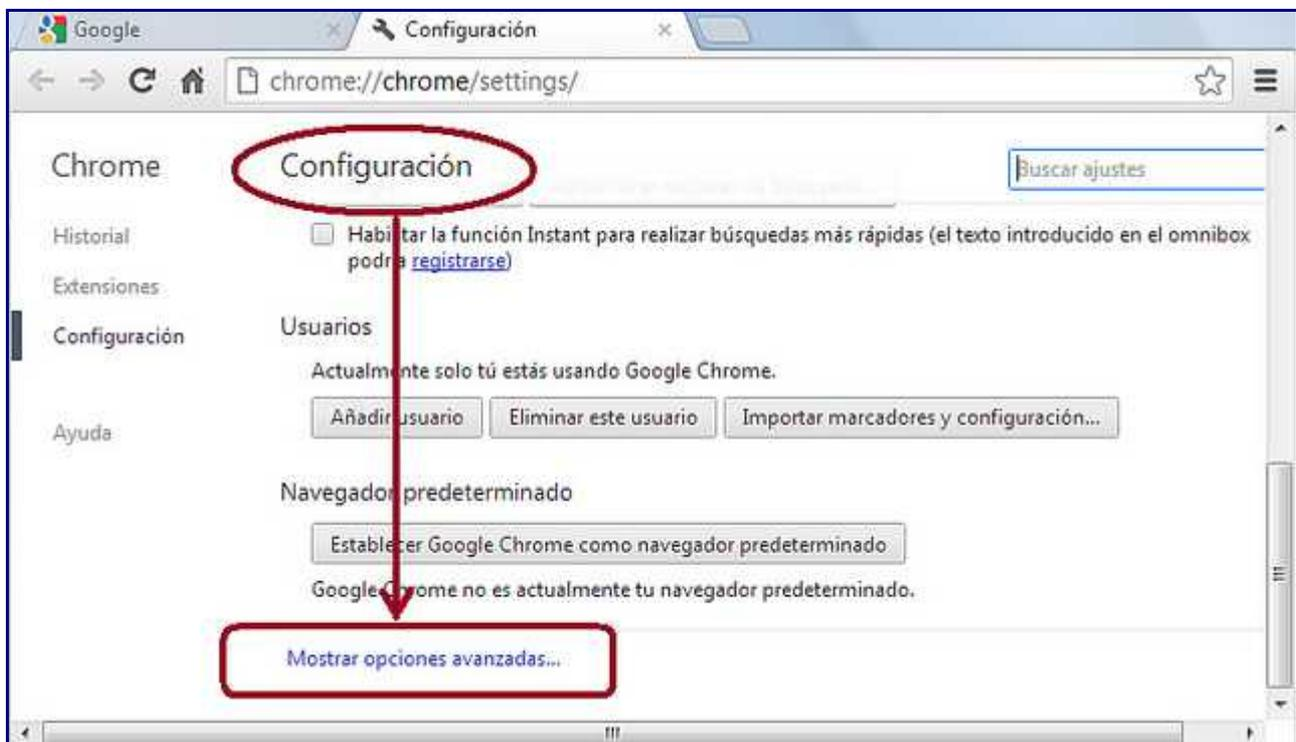 Google
Configuración
chrome://chrome/settings/
Chrome
Configuración
Buscar ajustes
Historial
Extensiones
Configuración
Ayuda
Habilitar la función Instant para realizar búsquedas más rápidas (el texto introducido en el omnibox
podría registrarse)
Usuarios
Actualmente solo tú estás usando Google Chrome.
Añadir usuario Eliminar este usuario Importar marcadores y configuración...
Navegador predeterminado
Establecer Google Chrome como navegador predeterminado
Google Chrome no es actualmente tu navegador predeterminado.
Mostrar opciones avanzadas...